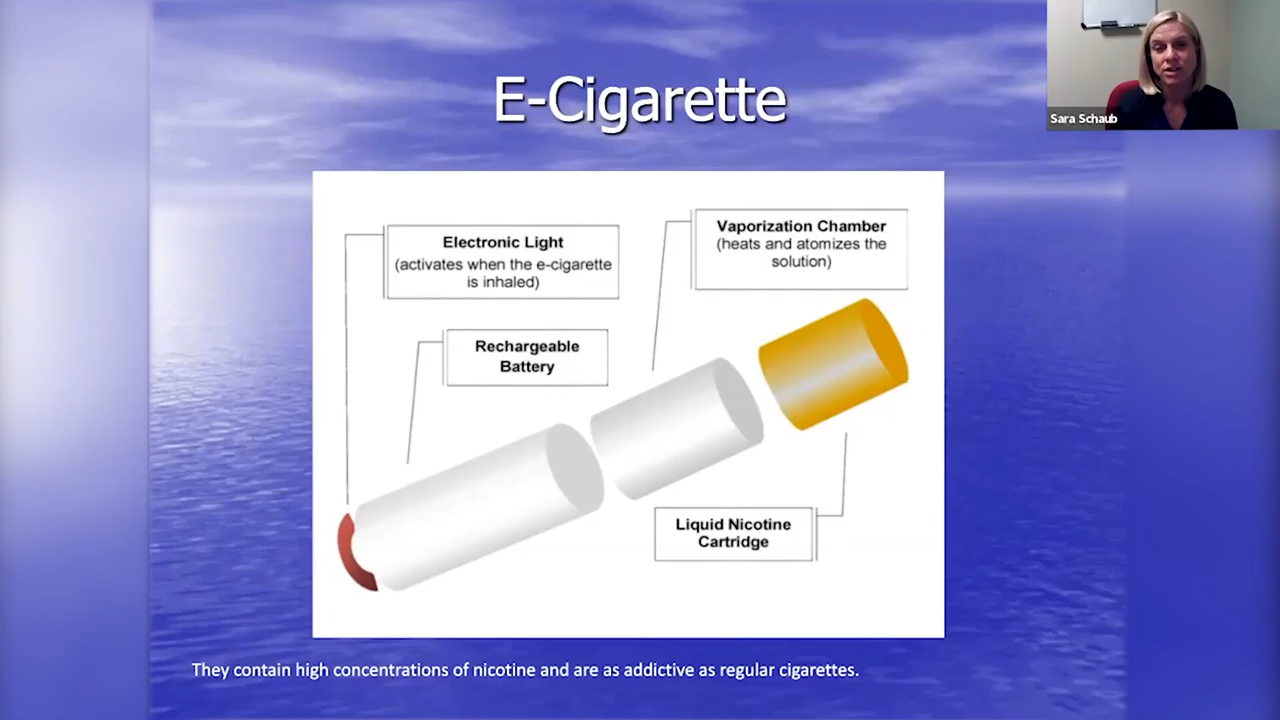 E-Cigarette
Sara Schaub
Electronic Light
(activates when the e-cigarette
is inhaled)
Vaporization Chamber
(heats and atomizes the
solution)
Rechargeable
Battery
Liquid Nicotine
Cartridge
They contain high concentrations of nicotine and are as addictive as regular cigarettes.